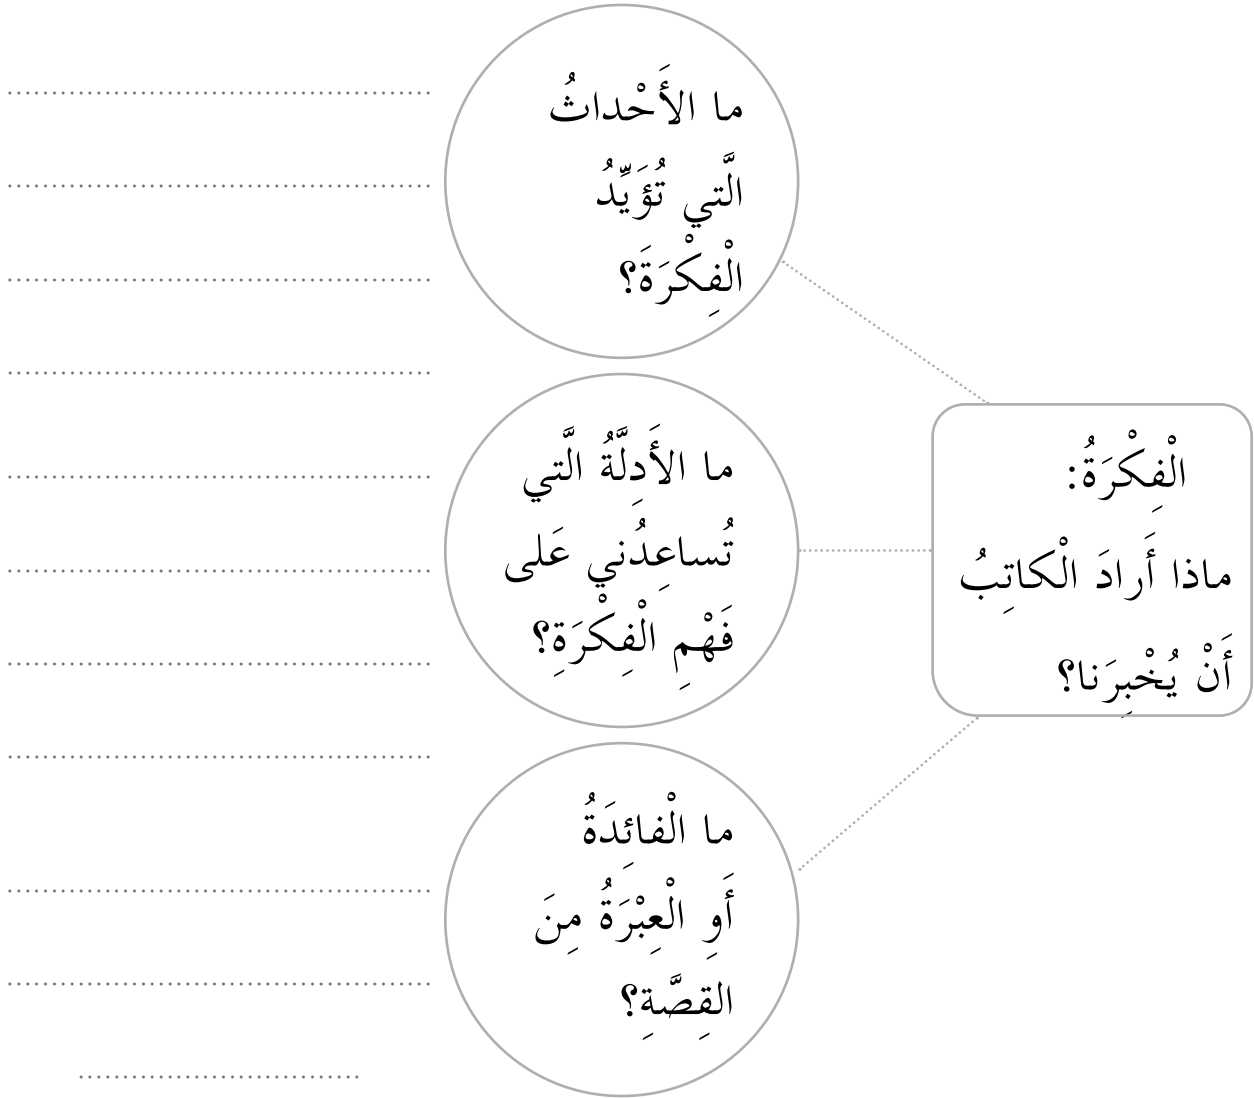 الْفِكْرَةُ:
ماذا أَرادَ الْكاتِبُ
أَنْ يُخْبِرَنا؟
ما الأَحْداثُ
الَّتي تُؤَيِّدُ
الْفِكْرَةَ؟
ما الأَدِلَّةُ الَّتي
تُساعِدُني عَلى
فَهْمِ الْفِكْرَةِ؟
ما الْفائِدَةُ
أَوِ الْعِبْرَةُ مِنَ
القِصَّةِ؟